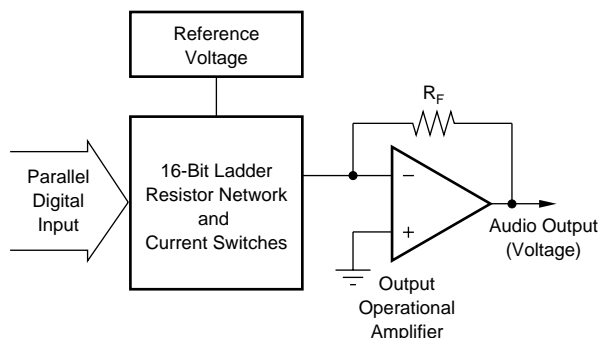 Reference
Voltage
R_F
Parallel
Digital
Input
16-Bit Ladder
Resistor Network
and
Current Switches
−
+
Audio Output
(Voltage)
Output
Operational
Amplifier